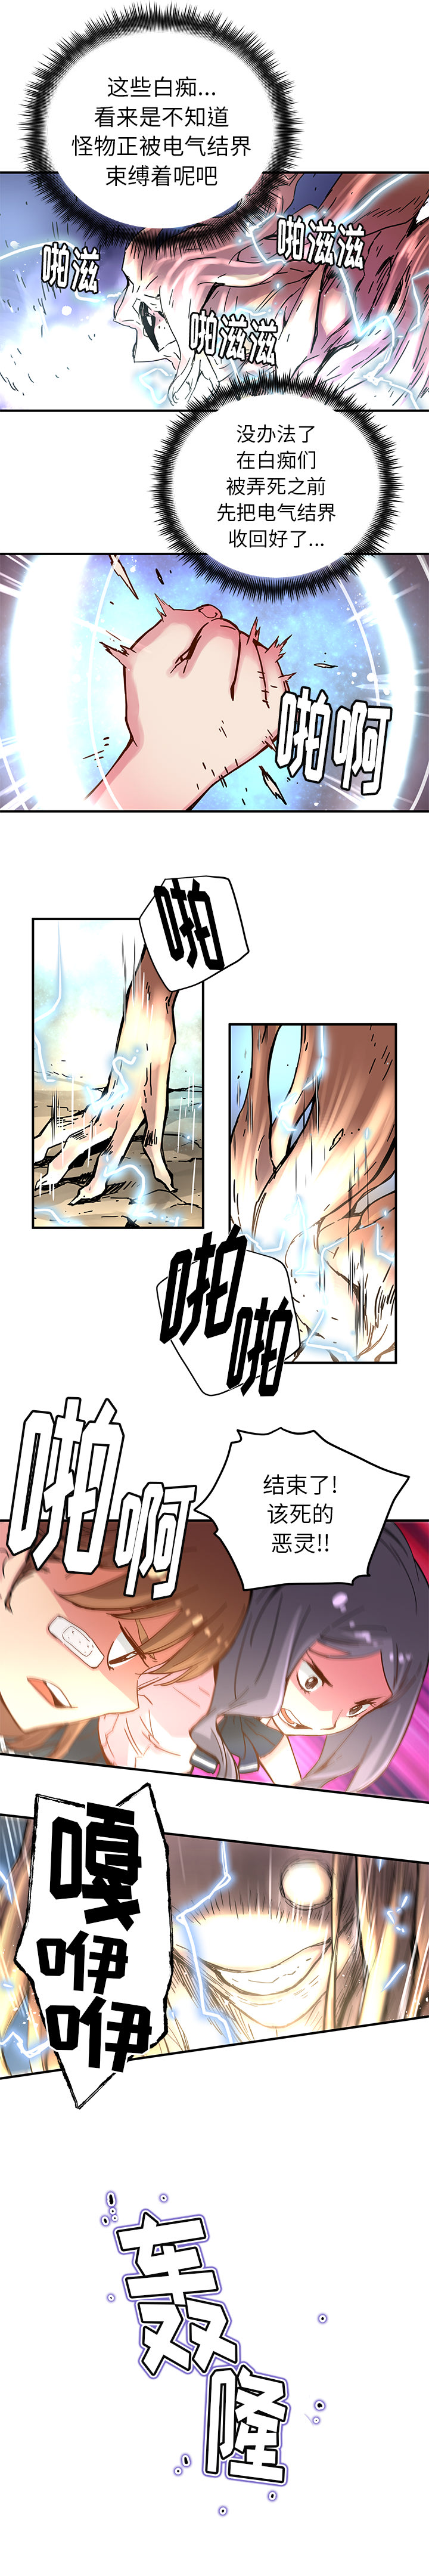 这些白痴...
看来是不知道
怪物正被电气结界
束缚着呢吧
啪滋滋
啪滋滋
啪滋滋
没办法了
在白痴们
被弄死之前
先把电气结界
收回好了...
啪啊
啪
啪
啪
啪啊
结束了!
该死的
恶灵!!
嘎
咿
咿
轰
隆